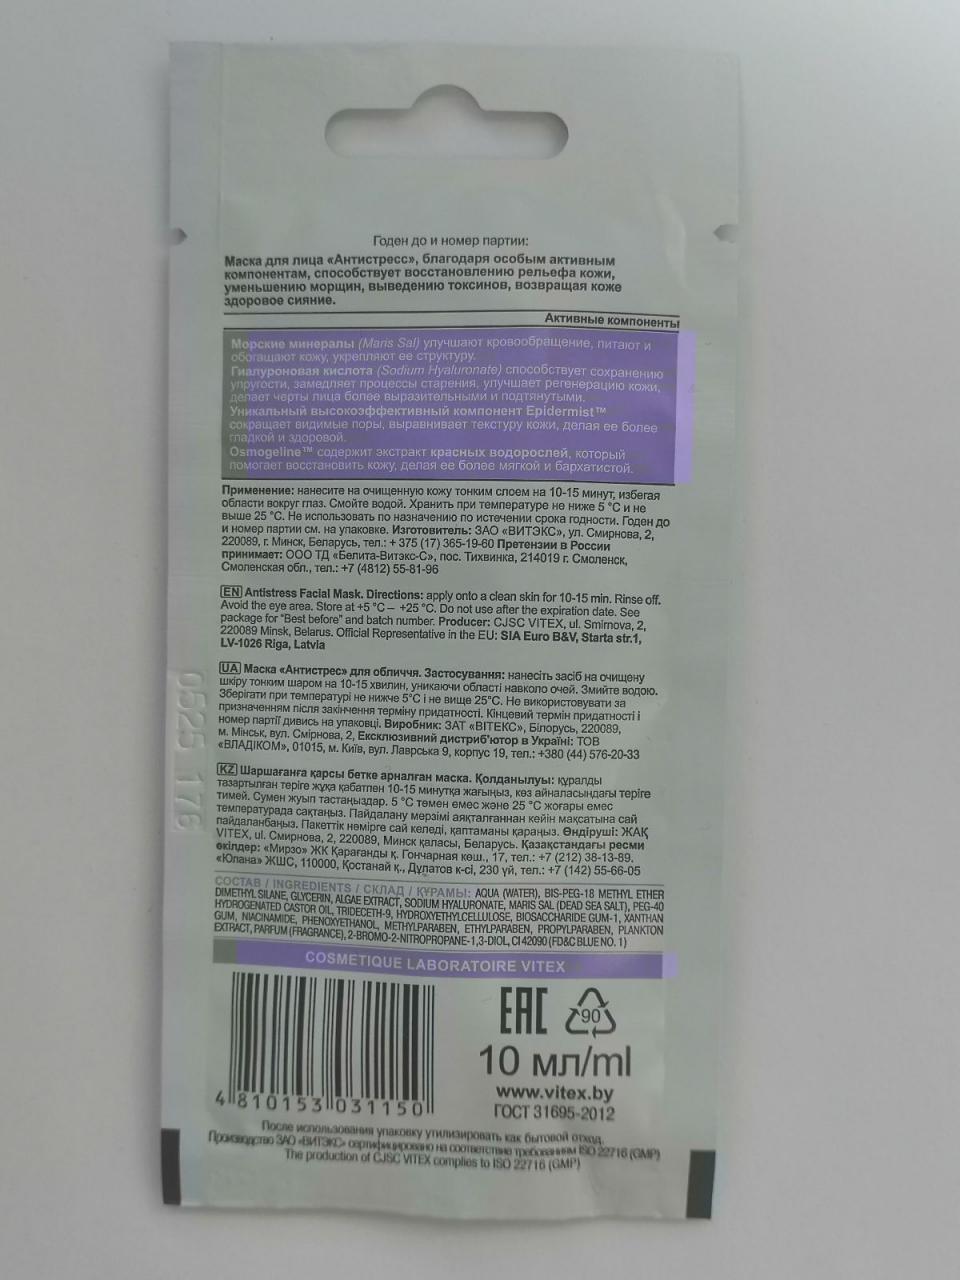 Годен до и номер партии:
Маска для лица «Антистресс», благодаря особым активным
компонентам, способствует восстановлению рельефа кожи,
уменьшению морщин, выведению токсинов, возвращая коже
здоровое сияние.
Активные компоненты
Морские минералы (Maris Sal) улучшают кровообращение, питают и
обогащают кожу, укрепляют ее структуру.
Гиалуроновая кислота (Sodium Hyaluronate) способствует сохранению
упругости, замедляет процессы старения, улучшает регенерацию кожи,
делает черты лица более выразительными и подтянутыми.
Уникальный высокоэффективный компонент Epidermist™
сокращает видимые поры, выравнивает текстуру кожи, делая ее более
гладкой и здоровой.
Osmogeline™ содержит экстракт красных водорослей, который
помогает восстановить кожу, делая ее более мягкой и бархатистой.
Применение: нанесите на очищенную кожу тонким слоем на 10-15 минут, избегая
области вокруг глаз. Смойте водой. Хранить при температуре не ниже 5 °С и не
выше 25 °С. Не использовать по назначению по истечении срока годности. Годен до
и номер партии см. на упаковке. Изготовитель: ЗАО «ВИТЭКС», ул. Смирнова, 2,
220089, г. Минск, Беларусь, тел.: + 375 (17) 365-19-60 Претензии в России
принимает: ООО ТД «Белита-Витэкс-С», пос. Тихвинка, 214019 г. Смоленск,
Смоленская обл., тел.: +7 (4812) 55-81-96
EN Antistress Facial Mask. Directions: apply onto a clean skin for 10-15 min. Rinse off.
Avoid the eye area. Store at +5 °C – +25 °C. Do not use after the expiration date. See
package for "Best before" and batch number. Producer: CJSC VITEX, ul. Smirnova, 2,
220089 Minsk, Belarus. Official Representative in the EU: SIA Euro B&V, Starta str.1,
LV-1026 Riga, Latvia
UA Маска «Антистрес» для обличчя. Застосування: нанесіть засіб на очищену
шкіру тонким шаром на 10-15 хвилин, уникаючи області навколо очей. Змийте водою.
Зберігати при температурі не нижче 5°С і не вище 25°С. Не використовувати за
призначенням після закінчення терміну придатності. Кінцевий термін придатності і
номер партії дивись на упаковці. Виробник: ЗАТ «ВІТЕКС», Білорусь, 220089,
м. Мінськ, вул. Смірнова, 2, Ексклюзивний дистриб'ютор в Україні: ТОВ
«ВЛАДІКОМ», 01015, м. Київ, вул. Лаврська 9, корпус 19, тел.: +380 (44) 576-20-33
KZ Шаршағанға қарсы бетке арналған маска. Қолданылуы: құралды
тазартылған теріге жұқа қабатпен 10-15 минутқа жағыңыз, көз айналасындағы теріге
тимей. Сумен жуып тастаңыздар. 5 °С төмен емес және 25 °С жоғары емес
температурада сақтаңыз. Пайдалану мерзімі аяқталғаннан кейін мақсатына сай
пайдаланбаңыз. Пакеттік нөмірге сай келеді, қаптаманы қараңыз. Өндіруші: ЖАҚ
VITEX, ul. Смирнова, 2, 220089, Минск қаласы, Беларусь. Қазақстандағы ресми
өкілдер: «Мирзо» ЖК Қарағанды қ. Гончарная көш., 17, тел.: +7 (212) 38-13-89.
«Юлана» ЖШС, 110000, Қостанай қ., Дулатов к-сі, 230 үй, тел.: +7 (142) 55-66-05
СОСТАВ / INGREDIENTS / СКЛАД / ҚҰРАМЫ: AQUA (WATER), BIS-PEG-18 METHYL ETHER
DIMETHYL SILANE, GLYCERIN, ALGAE EXTRACT, SODIUM HYALURONATE, MARIS SAL (DEAD SEA SALT), PEG-40
HYDROGENATED CASTOR OIL, TRIDECETH-9, HYDROXYETHYLCELLULOSE, BIOSACCHARIDE GUM-1, XANTHAN
GUM, NIACINAMIDE, PHENOXYETHANOL, METHYLPARABEN, ETHYLPARABEN, PROPYLPARABEN, PLANKTON
EXTRACT, PARFUM (FRAGRANCE), 2-BROMO-2-NITROPROPANE-1,3-DIOL, CI 42090 (FD&C BLUE NO. 1)
COSMETIQUE LABORATOIRE VITEX
EAC
90
10 мл/ml
www.vitex.by
ГОСТ 31695-2012
4 810153 031150
После использования упаковку утилизировать как бытовой отход.
Производство ЗАО «ВИТЭКС» сертифицировано на соответствие требованиям ISO 22716 (GMP)
The production of CJSC VITEX complies to ISO 22716 (GMP)
0525 176